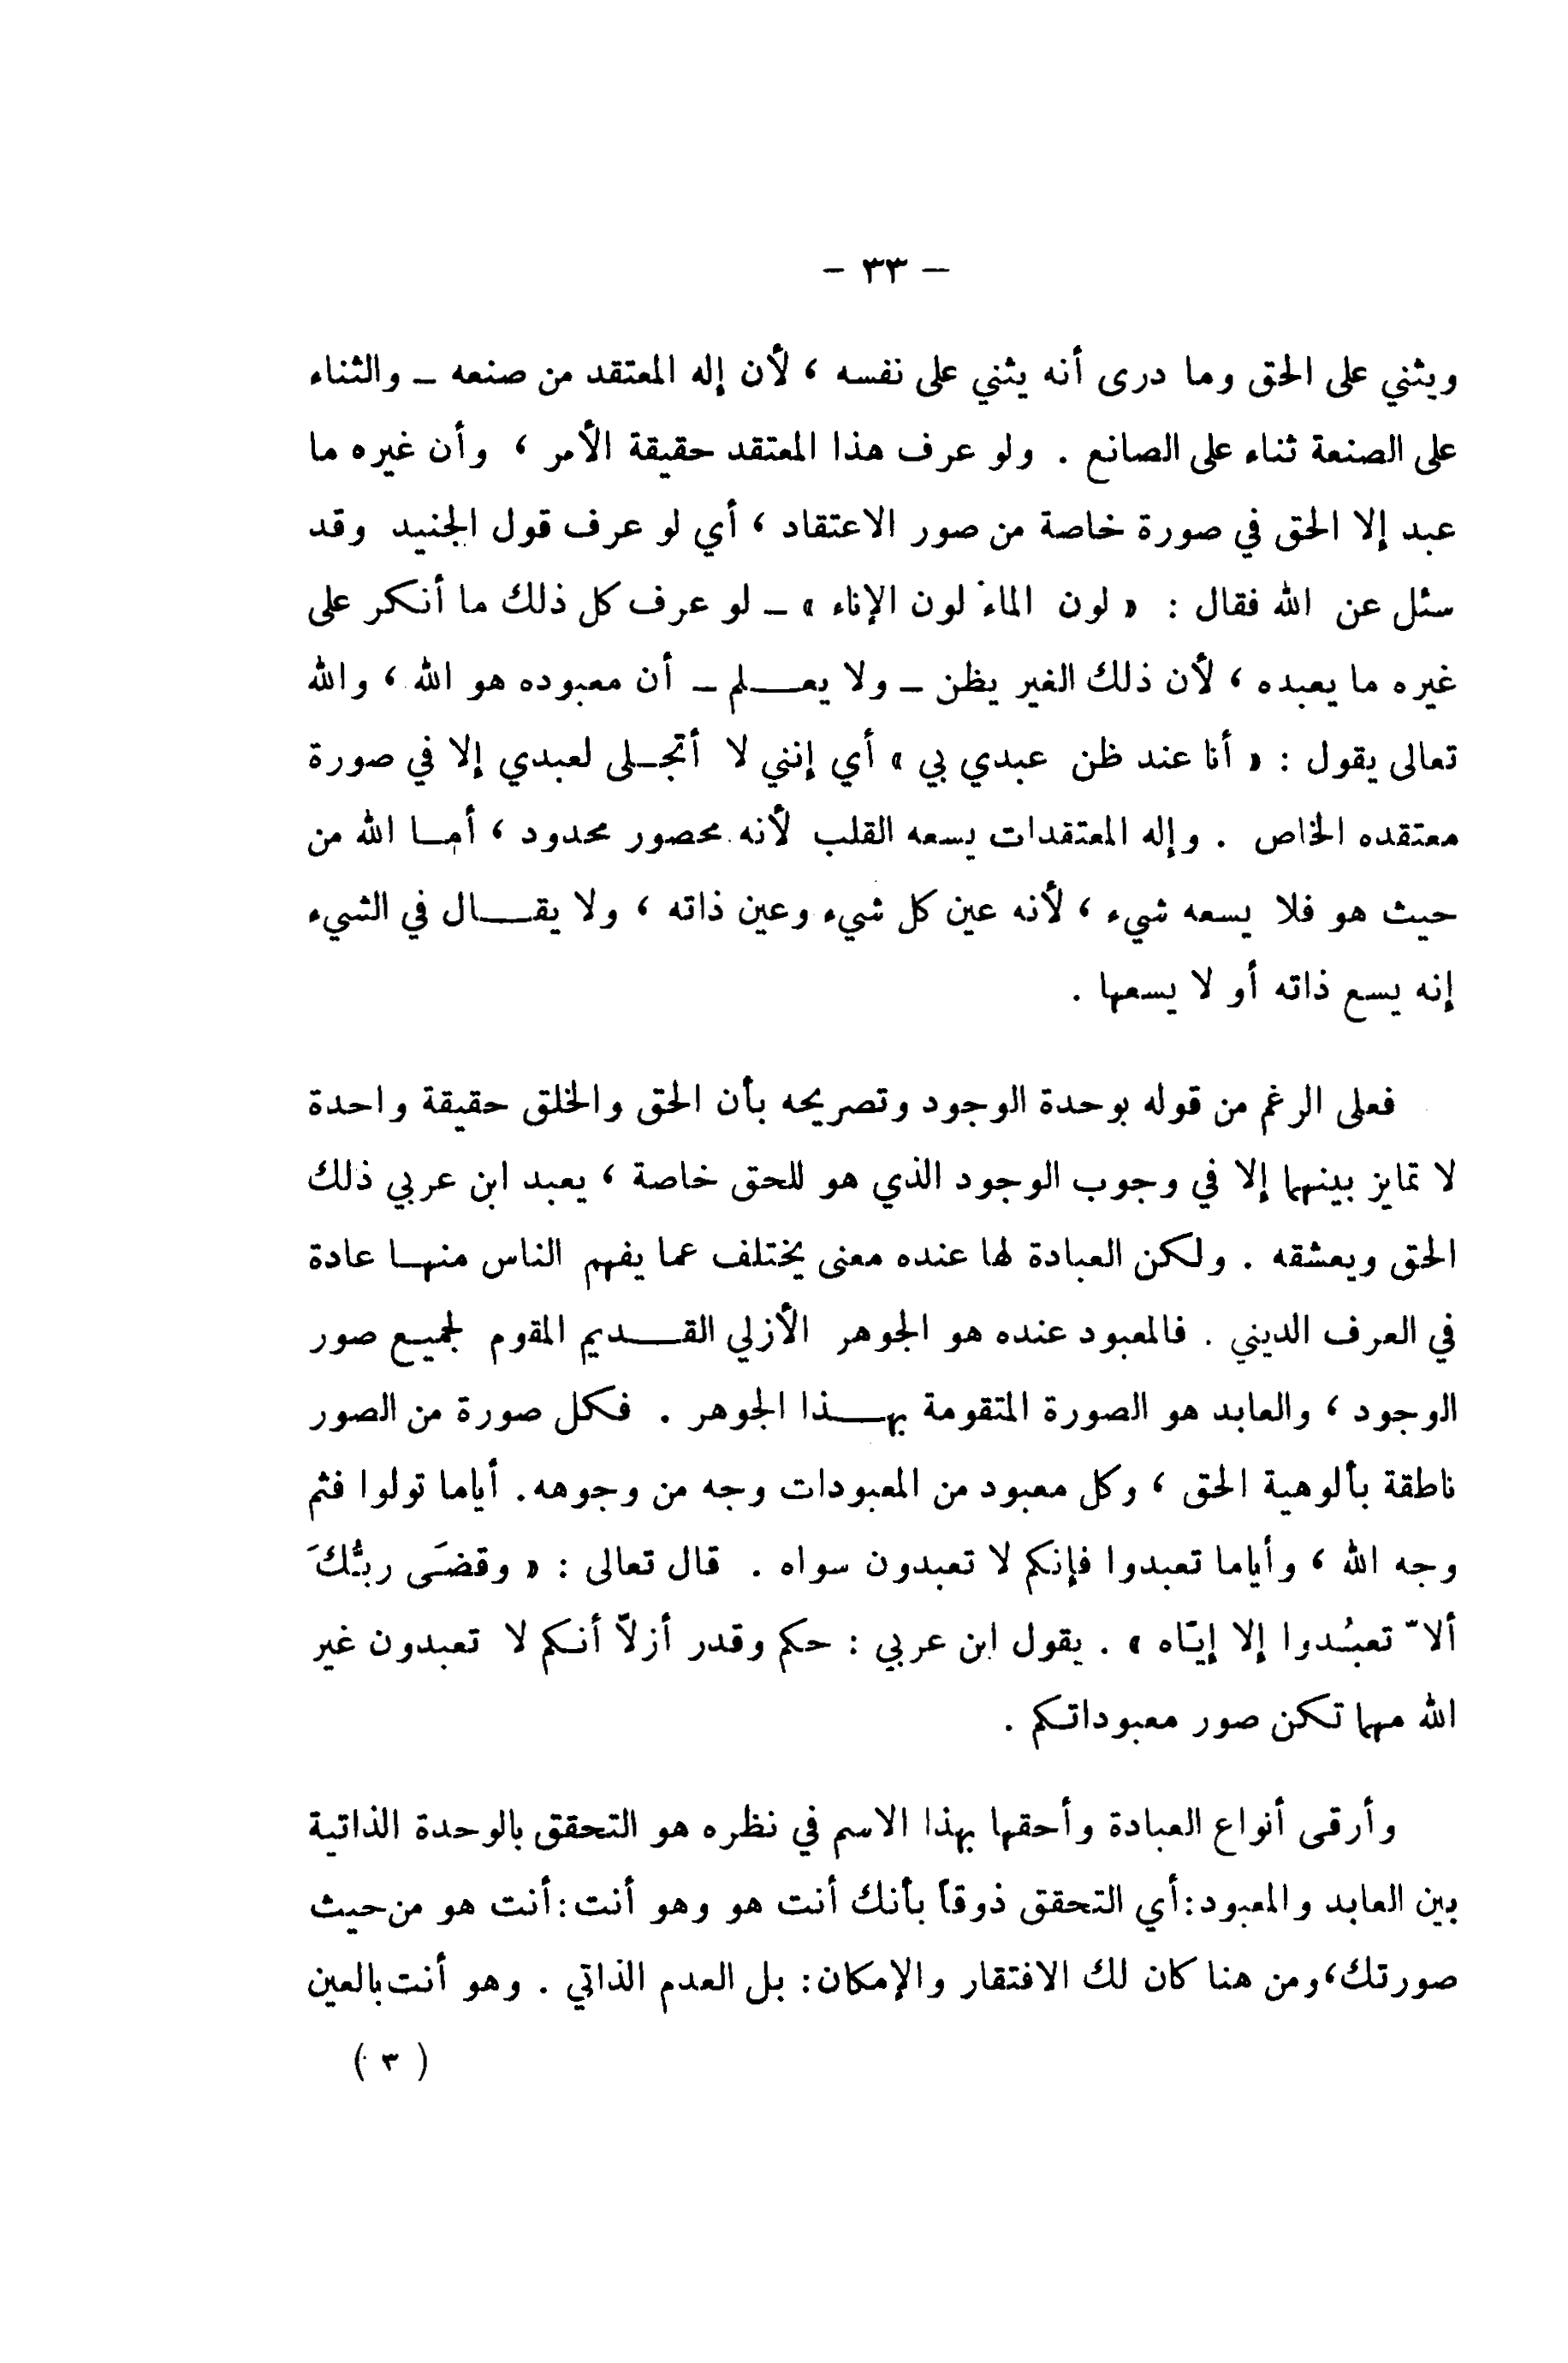 – ٣٣ –
ويثني على الحق وما درى أنه يثني على نفسه ، لأن إله المعتقد من صنعه – والثناء
على الصنعة ثناء على الصانع . ولو عرف هذا المعتقد حقيقة الأمر ، وأن غيره ما
عبد إلا الحق في صورة خاصة من صور الاعتقاد ، أي لو عرف قول الجنيد وقد
سئل عن الله فقال : « لون الماء لون الإناء » – لو عرف كل ذلك ما أنكر على
غيره ما يعبده ، لأن ذلك الغير يظن – ولا يعـــلم – أن معبوده هو الله ، والله
تعالى يقول : « أنا عند ظن عبدي بي » أي إنني لا أتجـلى لعبدي إلا في صورة
معتقده الخاص . وإله المعتقدات يسعه القلب لأنه محصور محدود ، أمـا الله من
حيث هو فلا يسعه شيء ، لأنه عين كل شيء وعين ذاته ، ولا يقـــال في الشيء
إنه يسع ذاته أو لا يسعها .
فعلى الرغم من قوله بوحدة الوجود وتصريحه بأن الحق والخلق حقيقة واحدة
لا تمايز بينهما إلا في وجوب الوجود الذي هو للحق خاصة ، يعبد ابن عربي ذلك
الحق ويعشقه . ولكن العبادة لها عنده معنى يختلف عما يفهم الناس منهـا عادة
في العرف الديني . فالمعبود عنده هو الجوهر الأزلي القـــديم المقوم لجميـع صور
الوجود ، والعابد هو الصورة المتقومة بهـــذا الجوهر . فكل صورة من الصور
ناطقة بألوهية الحق ، وكل معبود من المعبودات وجه من وجوهه. أياما تولوا فثم
وجه الله ، وأياما تعبدوا فإنكم لا تعبدون سواه . قال تعالى : « وقضَى ربُّكَ
ألاّ تعبُدوا إلا إيّاه » . يقول ابن عربي : حكم وقدر أزلاً أنكم لا تعبدون غير
الله مهما تكن صور معبوداتكم .
وأرقى أنواع العبادة وأحقها بهذا الاسم في نظره هو التحقق بالوحدة الذاتية
بين العابد والمعبود:أي التحقق ذوقاً بأنك أنت هو وهو أنت:أنت هو من حيث
صورتك،ومن هنا كان لك الافتقار والإمكان: بل العدم الذاتي . وهو أنت بالعين
( ٣ )